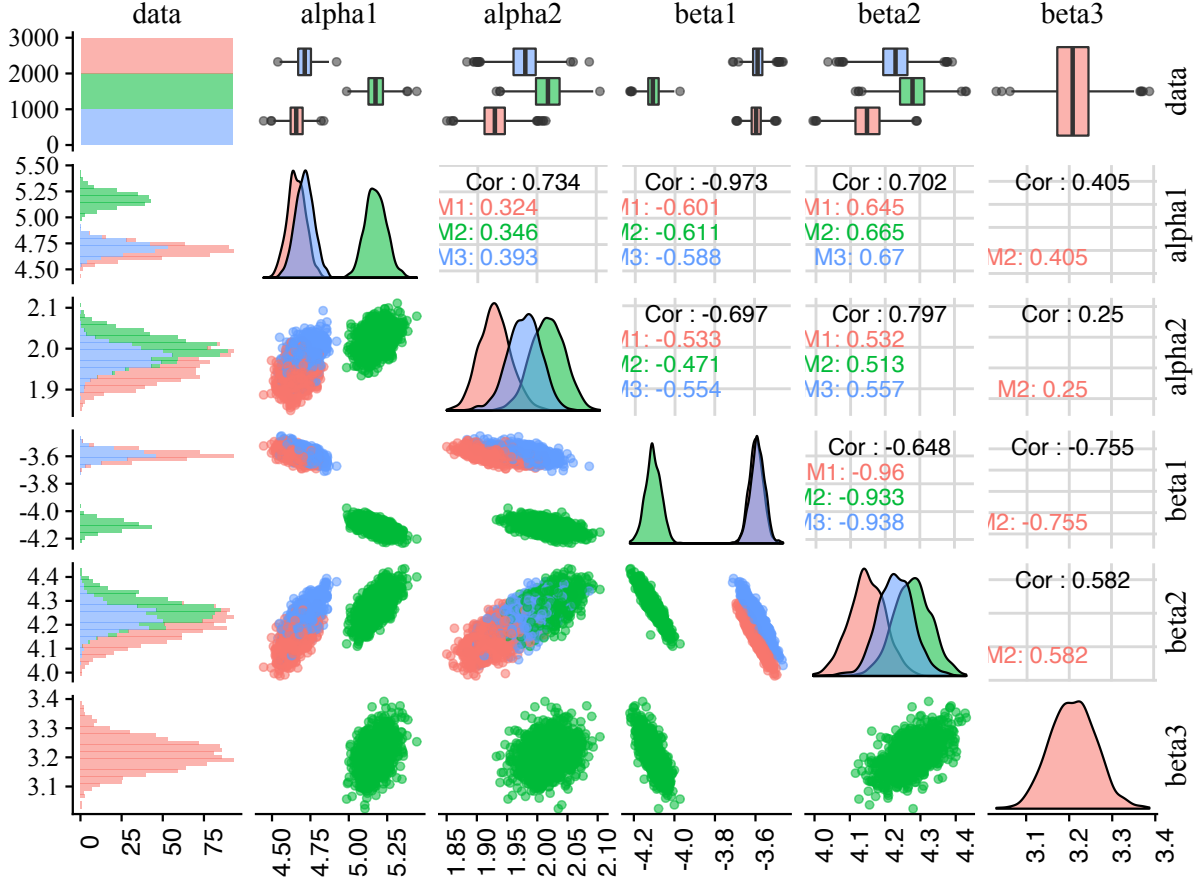 data alpha1 alpha2 beta1 beta2 beta3
3000
2000
1000
0
data
5.50
5.25
5.00
4.75
4.50
Cor : 0.734
M1: 0.324
M2: 0.346
M3: 0.393
Cor : -0.973
M1: -0.601
M2: -0.611
M3: -0.588
Cor : 0.702
M1: 0.645
M2: 0.665
M3: 0.67
Cor : 0.405
M2: 0.405
alpha1
2.1
2.0
1.9
Cor : -0.697
M1: -0.533
M2: -0.471
M3: -0.554
Cor : 0.797
M1: 0.532
M2: 0.513
M3: 0.557
Cor : 0.25
M2: 0.25
alpha2
-3.6
-3.8
-4.0
-4.2
Cor : -0.648
M1: -0.96
M2: -0.933
M3: -0.938
Cor : -0.755
M2: -0.755
beta1
4.4
4.3
4.2
4.1
4.0
Cor : 0.582
M2: 0.582
beta2
3.4
3.3
3.2
3.1
beta3
0 25 50 75
4.50 4.75 5.00 5.25
1.85 1.90 1.95 2.00 2.05 2.10
-4.2 -4.0 -3.8 -3.6
4.0 4.1 4.2 4.3 4.4
3.1 3.2 3.3 3.4